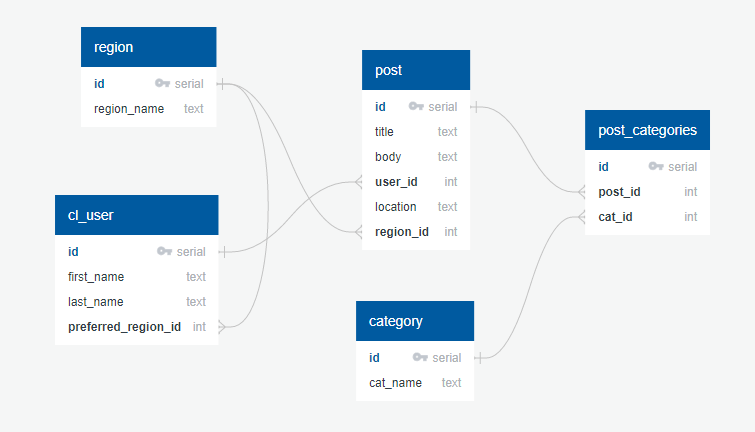 region
id serial
region_name text
cl_user
id serial
first_name text
last_name text
preferred_region_id int
post
id serial
title text
body text
user_id int
location text
region_id int
category
id serial
cat_name text
post_categories
id serial
post_id int
cat_id int